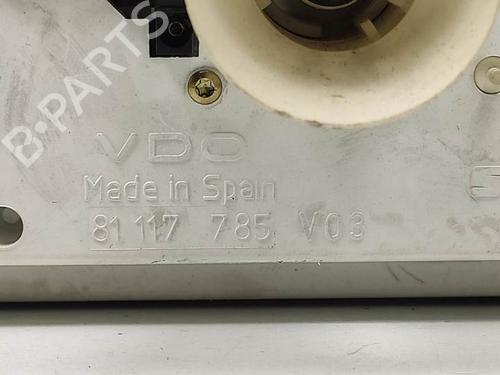 B-PARTS
VDO
Made in Spain
81 117 785 V03